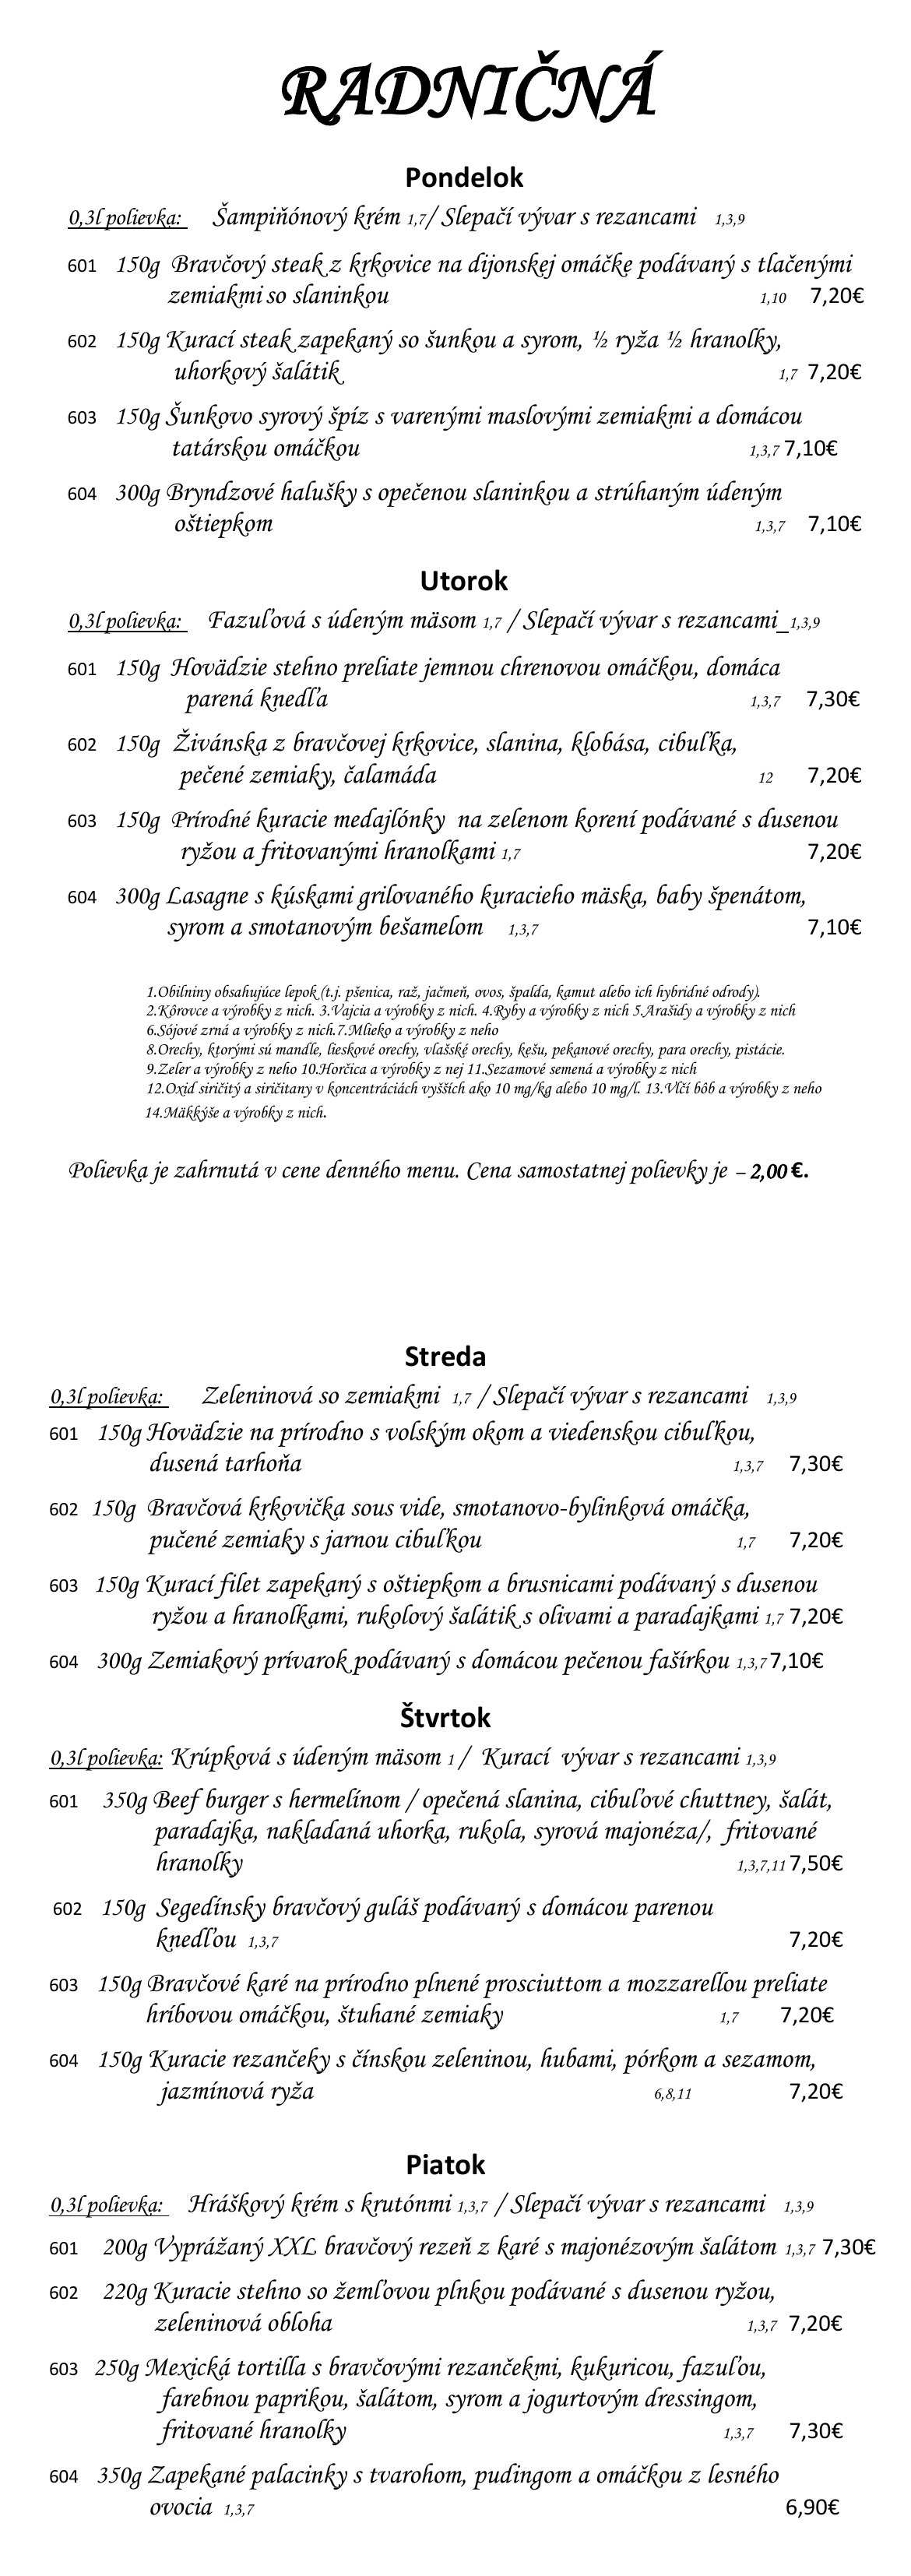 RADNIČNÁ
Pondelok
0,3l polievka: Šampiňónový krém 1,7/ Slepačí vývar s rezancami 1,3,9
601 150g Bravčový steak z krkovice na dijonskej omáčke podávaný s tlačenými
zemiakmi so slaninkou 1,10 7,20€
602 150g Kurací steak zapekaný so šunkou a syrom, ½ ryža ½ hranolky,
uhorkový šalátik 1,7 7,20€
603 150g Šunkovo syrový špíz s varenými maslovými zemiakmi a domácou
tatárskou omáčkou 1,3,7 7,10€
604 300g Bryndzové halušky s opečenou slaninkou a strúhaným údeným
oštiepkom 1,3,7 7,10€
Utorok
0,3l polievka: Fazuľová s údeným mäsom 1,7 / Slepačí vývar s rezancami_1,3,9
601 150g Hovädzie stehno preliate jemnou chrenovou omáčkou, domáca
parená knedľa 1,3,7 7,30€
602 150g Živánska z bravčovej krkovice, slanina, klobása, cibuľka,
pečené zemiaky, čalamáda 12 7,20€
603 150g Prírodné kuracie medajlónky na zelenom korení podávané s dusenou
ryžou a fritovanými hranolkami 1,7 7,20€
604 300g Lasagne s kúskami grilovaného kuracieho mäska, baby špenátom,
syrom a smotanovým bešamelom 1,3,7 7,10€
1.Obilniny obsahujúce lepok (t.j. pšenica, raž, jačmeň, ovos, špalda, kamut alebo ich hybridné odrody).
2.Kôrovce a výrobky z nich. 3.Vajcia a výrobky z nich. 4.Ryby a výrobky z nich 5.Arašidy a výrobky z nich
6.Sójové zrná a výrobky z nich.7.Mlieko a výrobky z neho
8.Orechy, ktorými sú mandle, lieskové orechy, vlašské orechy, kešu, pekanové orechy, para orechy, pistácie.
9.Zeler a výrobky z neho 10.Horčica a výrobky z nej 11.Sezamové semená a výrobky z nich
12.Oxid siričitý a siričitany v koncentráciách vyšších ako 10 mg/kg alebo 10 mg/l. 13.Vlčí bôb a výrobky z neho
14.Mäkkýše a výrobky z nich.
Polievka je zahrnutá v cene denného menu. Cena samostatnej polievky je – 2,00 €.
Streda
0,3l polievka: Zeleninová so zemiakmi 1,7 / Slepačí vývar s rezancami 1,3,9
601 150g Hovädzie na prírodno s volským okom a viedenskou cibuľkou,
dusená tarhoňa 1,3,7 7,30€
602 150g Bravčová krkovička sous vide, smotanovo-bylinková omáčka,
pučené zemiaky s jarnou cibuľkou 1,7 7,20€
603 150g Kurací filet zapekaný s oštiepkom a brusnicami podávaný s dusenou
ryžou a hranolkami, rukolový šalátik s olivami a paradajkami 1,7 7,20€
604 300g Zemiakový prívarok podávaný s domácou pečenou fašírkou 1,3,7 7,10€
Štvrtok
0,3l polievka: Krúpková s údeným mäsom 1 / Kurací vývar s rezancami 1,3,9
601 350g Beef burger s hermelínom / opečená slanina, cibuľové chuttney, šalát,
paradajka, nakladaná uhorka, rukola, syrová majonéza/, fritované
hranolky 1,3,7,11 7,50€
602 150g Segedínsky bravčový guláš podávaný s domácou parenou
knedľou 1,3,7 7,20€
603 150g Bravčové karé na prírodno plnené prosciuttom a mozzarellou preliate
hríbovou omáčkou, štuhané zemiaky 1,7 7,20€
604 150g Kuracie rezančeky s čínskou zeleninou, hubami, pórkom a sezamom,
jazmínová ryža 6,8,11 7,20€
Piatok
0,3l polievka: Hráškový krém s krutónmi 1,3,7 / Slepačí vývar s rezancami 1,3,9
601 200g Vyprážaný XXL bravčový rezeň z karé s majonézovým šalátom 1,3,7 7,30€
602 220g Kuracie stehno so žemľovou plnkou podávané s dusenou ryžou,
zeleninová obloha 1,3,7 7,20€
603 250g Mexická tortilla s bravčovými rezančekmi, kukuricou, fazuľou,
farebnou paprikou, šalátom, syrom a jogurtovým dressingom,
fritované hranolky 1,3,7 7,30€
604 350g Zapekané palacinky s tvarohom, pudingom a omáčkou z lesného
ovocia 1,3,7 6,90€